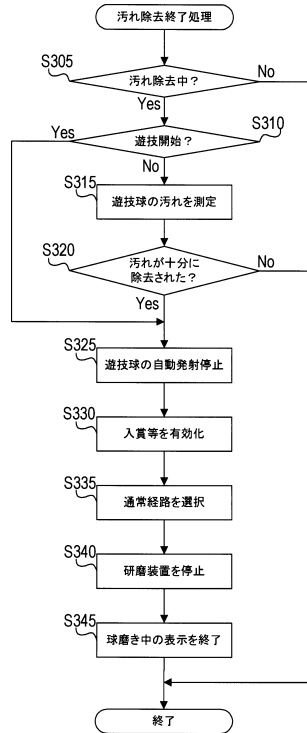 汚れ除去終了処理
S305
汚れ除去中？
No
Yes
S310
遊技開始？
Yes
No
S315
遊技球の汚れを測定
S320
汚れが十分に
除去された？
No
Yes
S325
遊技球の自動発射停止
S330
入賞等を有効化
S335
通常経路を選択
S340
研磨装置を停止
S345
球磨き中の表示を終了
終了